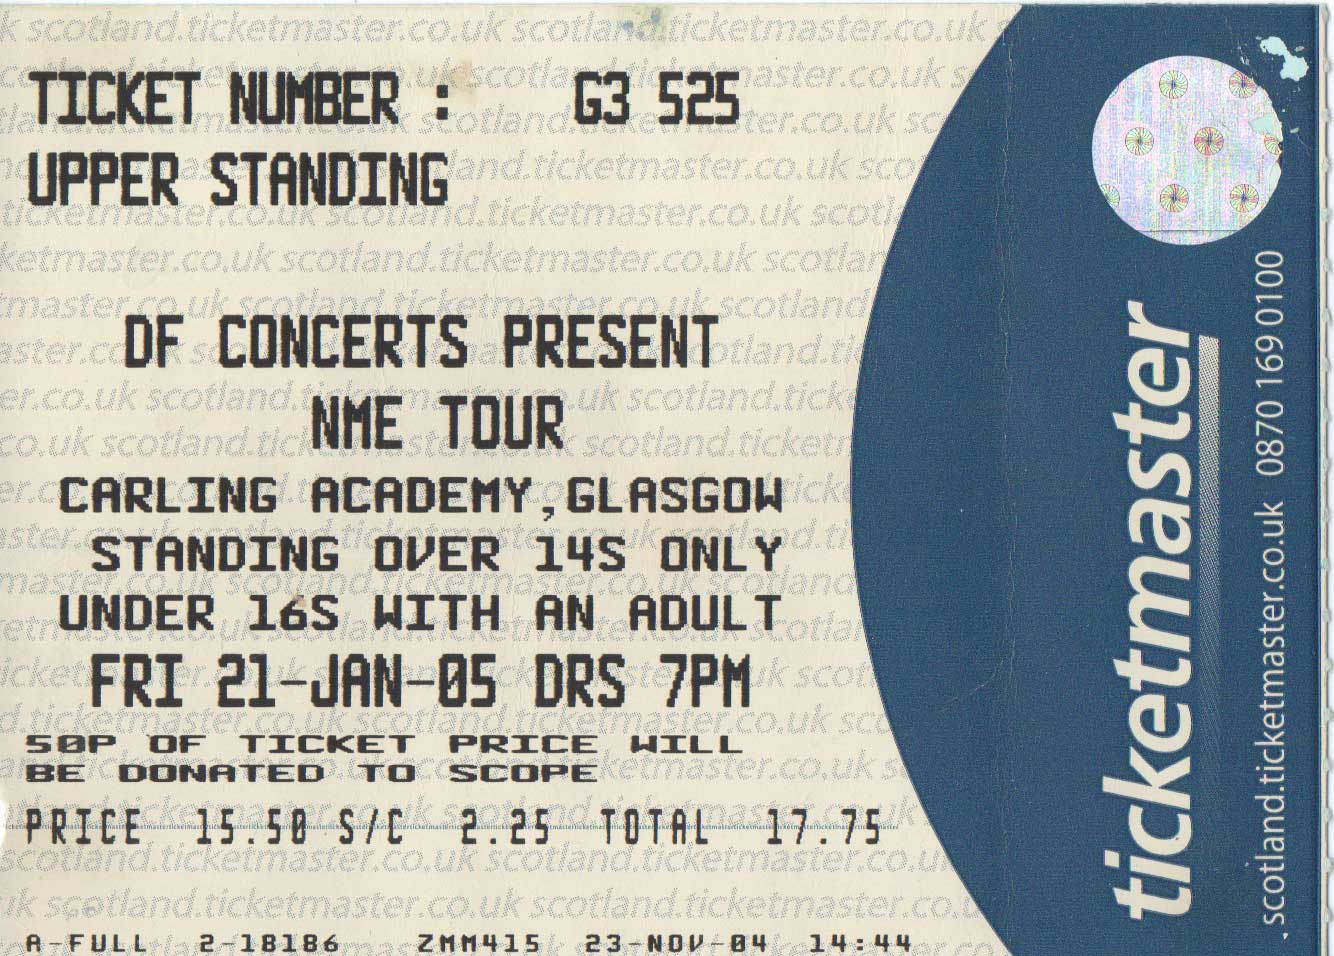 TICKET NUMBER : G3 525
UPPER STANDING
DF CONCERTS PRESENT
NME TOUR
CARLING ACADEMY,GLASGOW
STANDING OVER 14S ONLY
UNDER 16S WITH AN ADULT
FRI 21-JAN-05 DRS 7PM
50P OF TICKET PRICE WILL
BE DONATED TO SCOPE
PRICE 15.50 S/C 2.25 TOTAL 17.75
A-FULL 2-18186 ZMM415 23-NOV-04 14:44
ticketmaster
scotland.ticketmaster.co.uk 0870 169 0100